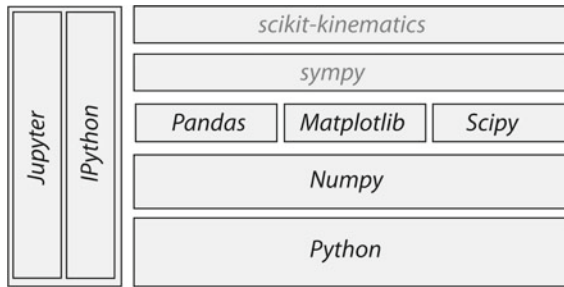 Jupyter
IPython
scikit-kinematics
sympy
Pandas
Matplotlib
Scipy
Numpy
Python